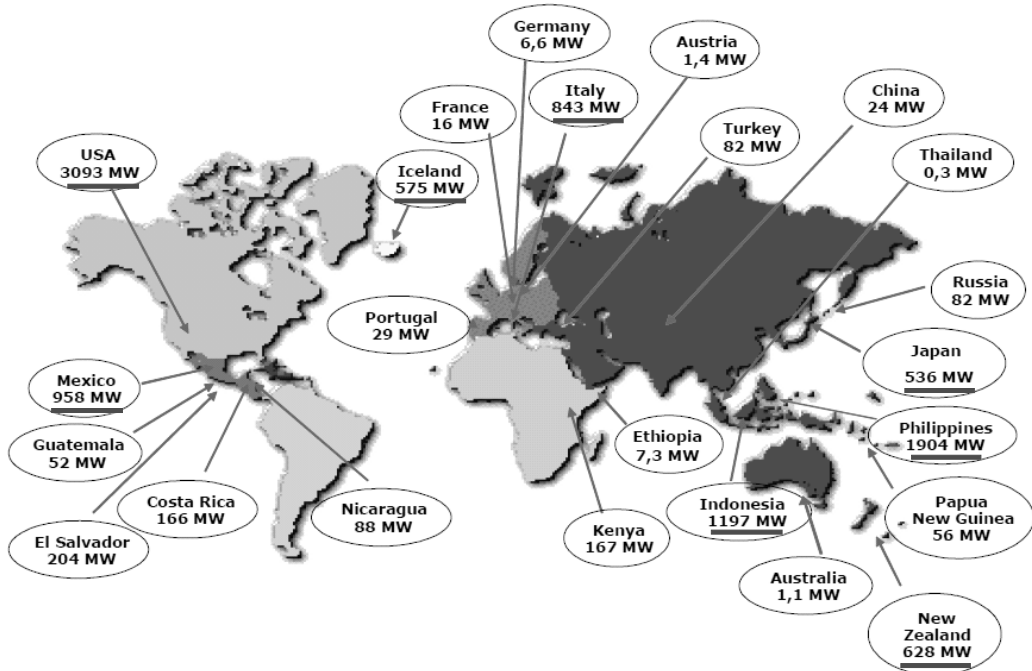 Germany
6,6 MW
Austria
1,4 MW
Italy
843 MW
China
24 MW
France
16 MW
Turkey
82 MW
USA
3093 MW
Iceland
575 MW
Thailand
0,3 MW
Russia
82 MW
Portugal
29 MW
Japan
536 MW
Mexico
958 MW
Philippines
1904 MW
Guatemala
52 MW
Ethiopia
7,3 MW
Costa Rica
166 MW
Nicaragua
88 MW
Indonesia
1197 MW
Papua
New Guinea
56 MW
El Salvador
204 MW
Kenya
167 MW
Australia
1,1 MW
New
Zealand
628 MW